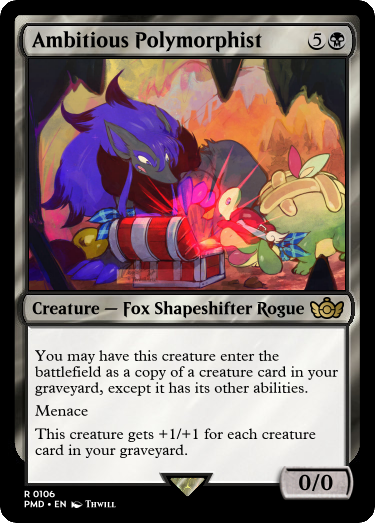 Ambitious Polymorphist 5
Creature — Fox Shapeshifter Rogue
You may have this creature enter the
battlefield as a copy of a creature card in your
graveyard, except it has its other abilities.
Menace
This creature gets +1/+1 for each creature
card in your graveyard.
0/0
R 0106
PMD • EN Thwill